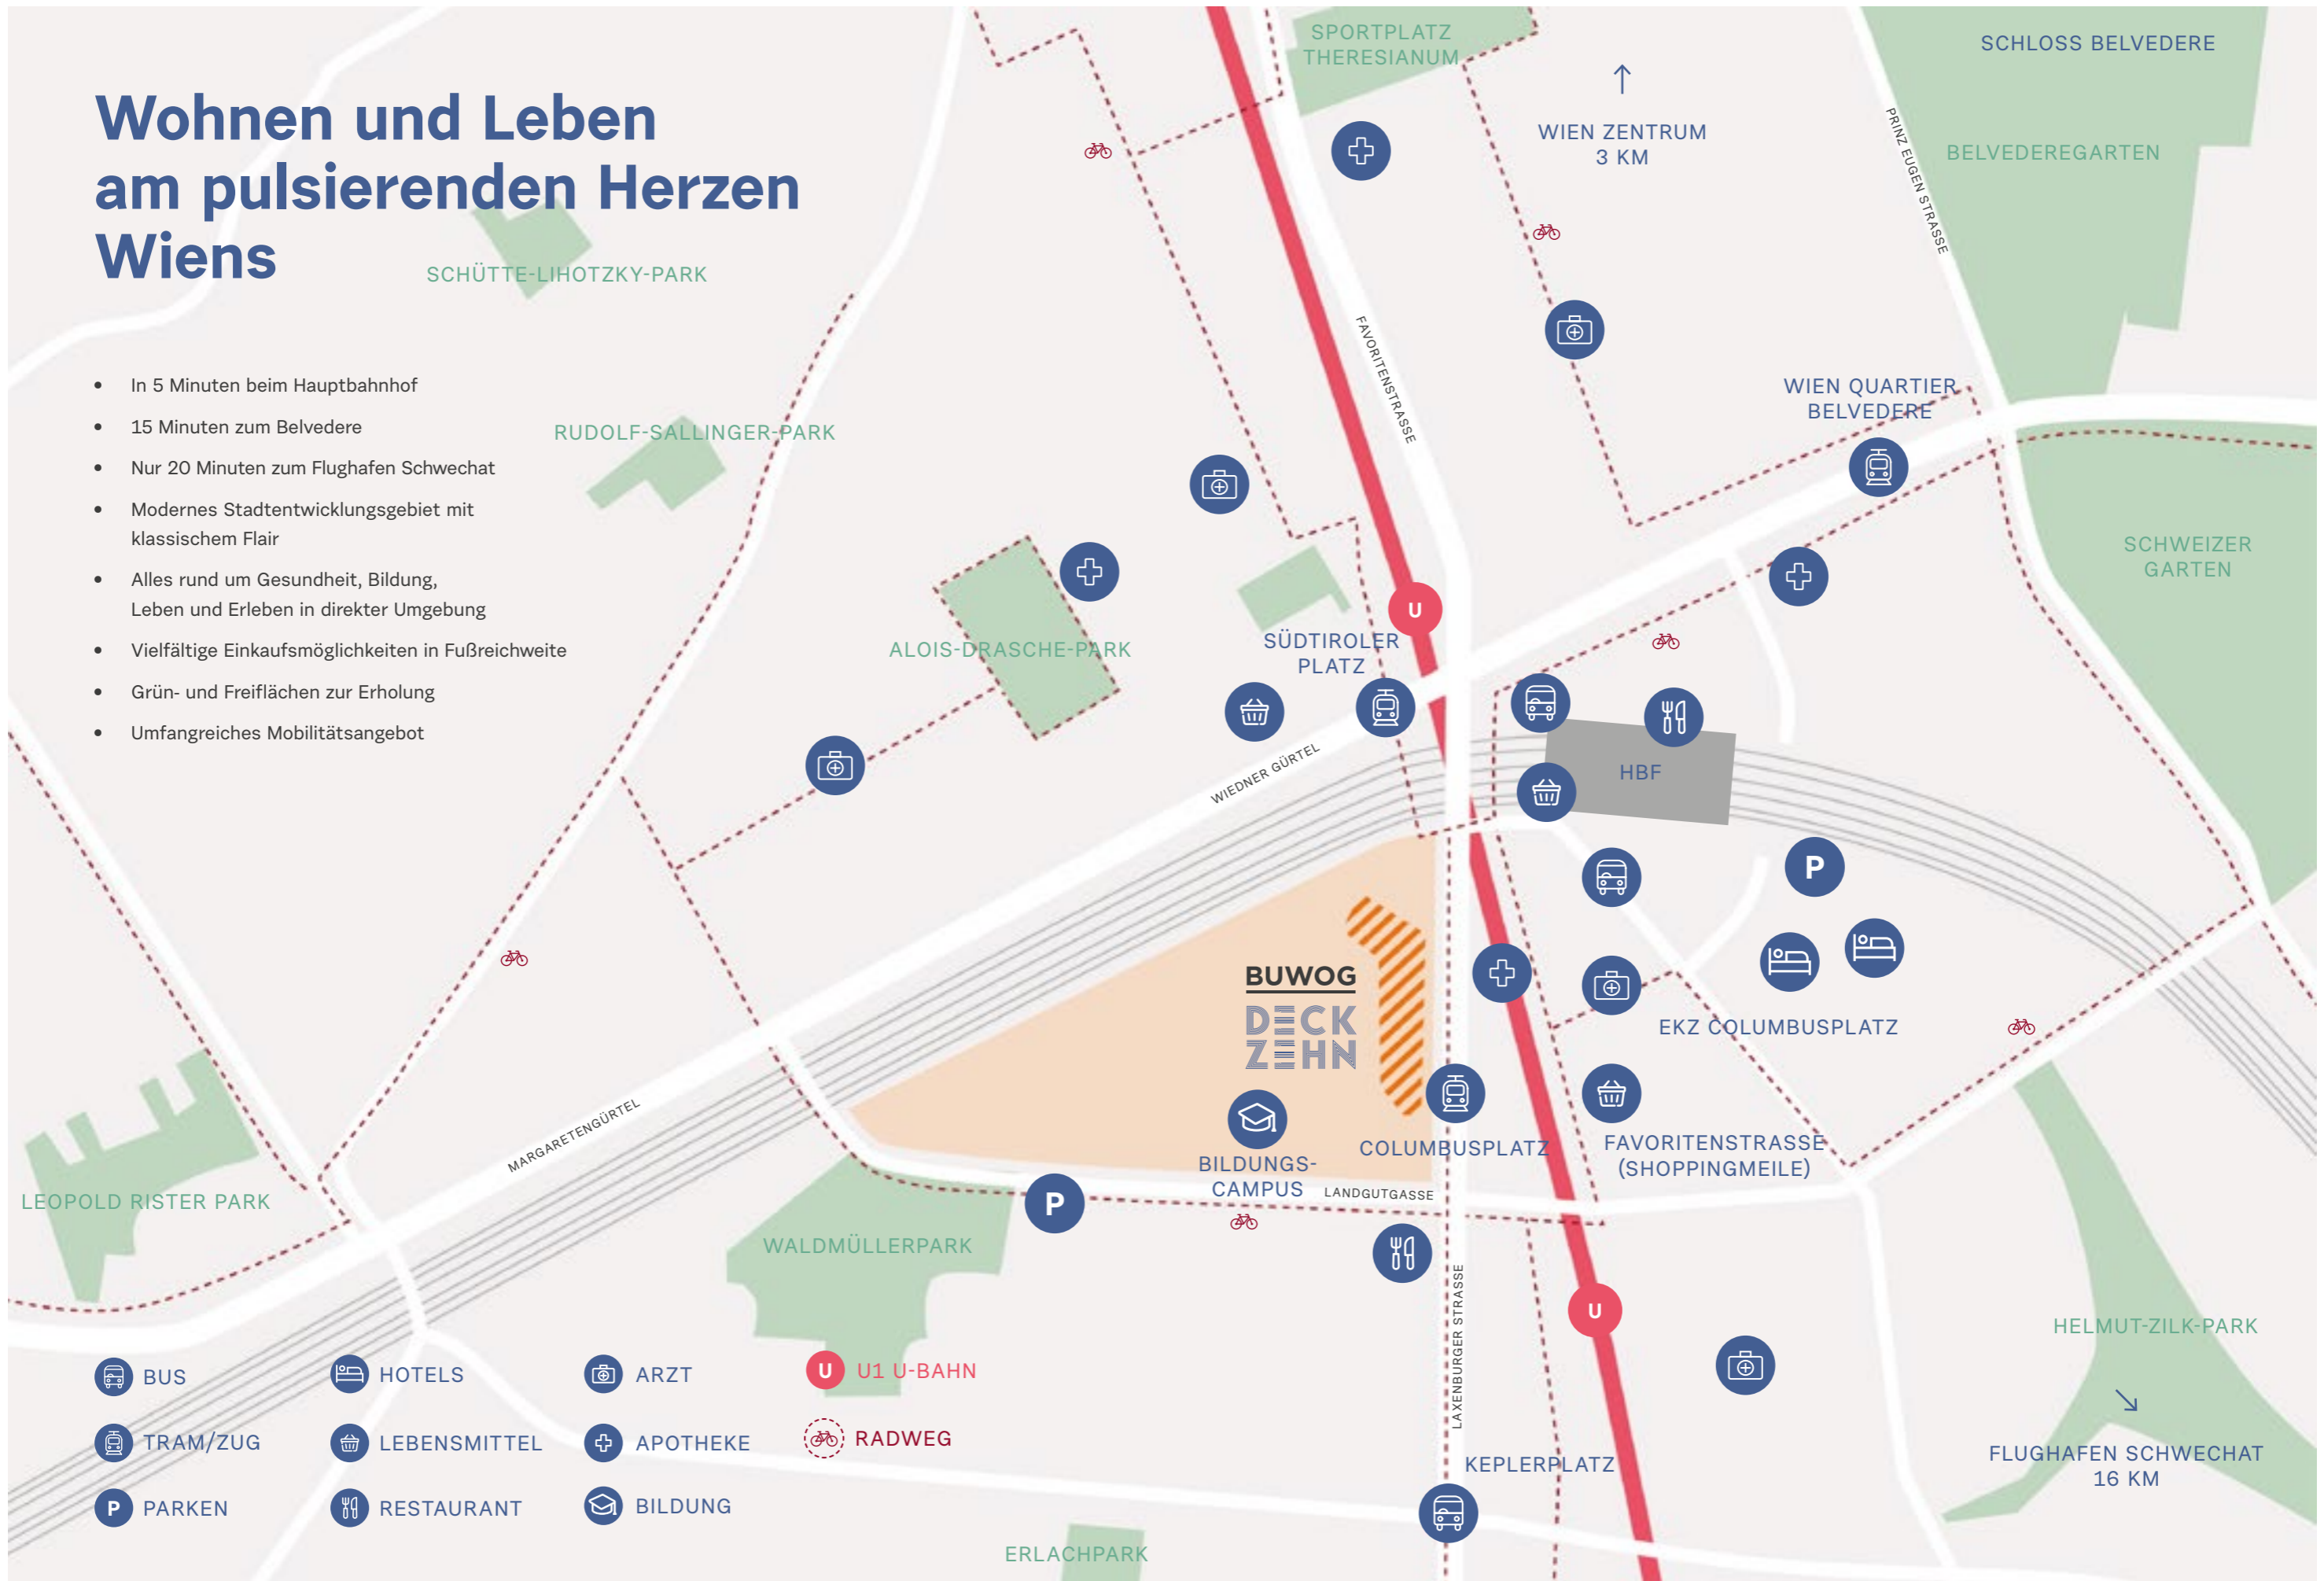 Wohnen und Leben
am pulsierenden Herzen
Wiens
• In 5 Minuten beim Hauptbahnhof
• 15 Minuten zum Belvedere
• Nur 20 Minuten zum Flughafen Schwechat
• Modernes Stadtentwicklungsgebiet mit
klassischem Flair
• Alles rund um Gesundheit, Bildung,
Leben und Erleben in direkter Umgebung
• Vielfältige Einkaufsmöglichkeiten in Fußreichweite
• Grün- und Freiflächen zur Erholung
• Umfangreiches Mobilitätsangebot
SPORTPLATZ
THERESIANUM
SCHLOSS BELVEDERE
WIEN ZENTRUM
3 KM
BELVEDEREGARTEN
PRINZ EUGEN STRASSE
SCHÜTTE-LIHOTZKY-PARK
FAVORITENSTRASSE
WIEN QUARTIER
BELVEDERE
RUDOLF-SALLINGER-PARK
SCHWEIZER
GARTEN
U
ALOIS-DRASCHE-PARK
SÜDTIROLER
PLATZ
WIEDNER GÜRTEL
HBF
P
BUWOG
DECK
ZEHN
EKZ COLUMBUSPLATZ
MARGARETENGÜRTEL
COLUMBUSPLATZ
FAVORITENSTRASSE
(SHOPPINGMEILE)
BILDUNGS-
CAMPUS
LANDGUTGASSE
P
LEOPOLD RISTER PARK
WALDMÜLLERPARK
LAXENBURGER STRASSE
U
HELMUT-ZILK-PARK
FLUGHAFEN SCHWECHAT
16 KM
KEPLERPLATZ
ERLACHPARK
BUS
TRAM/ZUG
P PARKEN
HOTELS
LEBENSMITTEL
RESTAURANT
ARZT
APOTHEKE
BILDUNG
U U1 U-BAHN
RADWEG